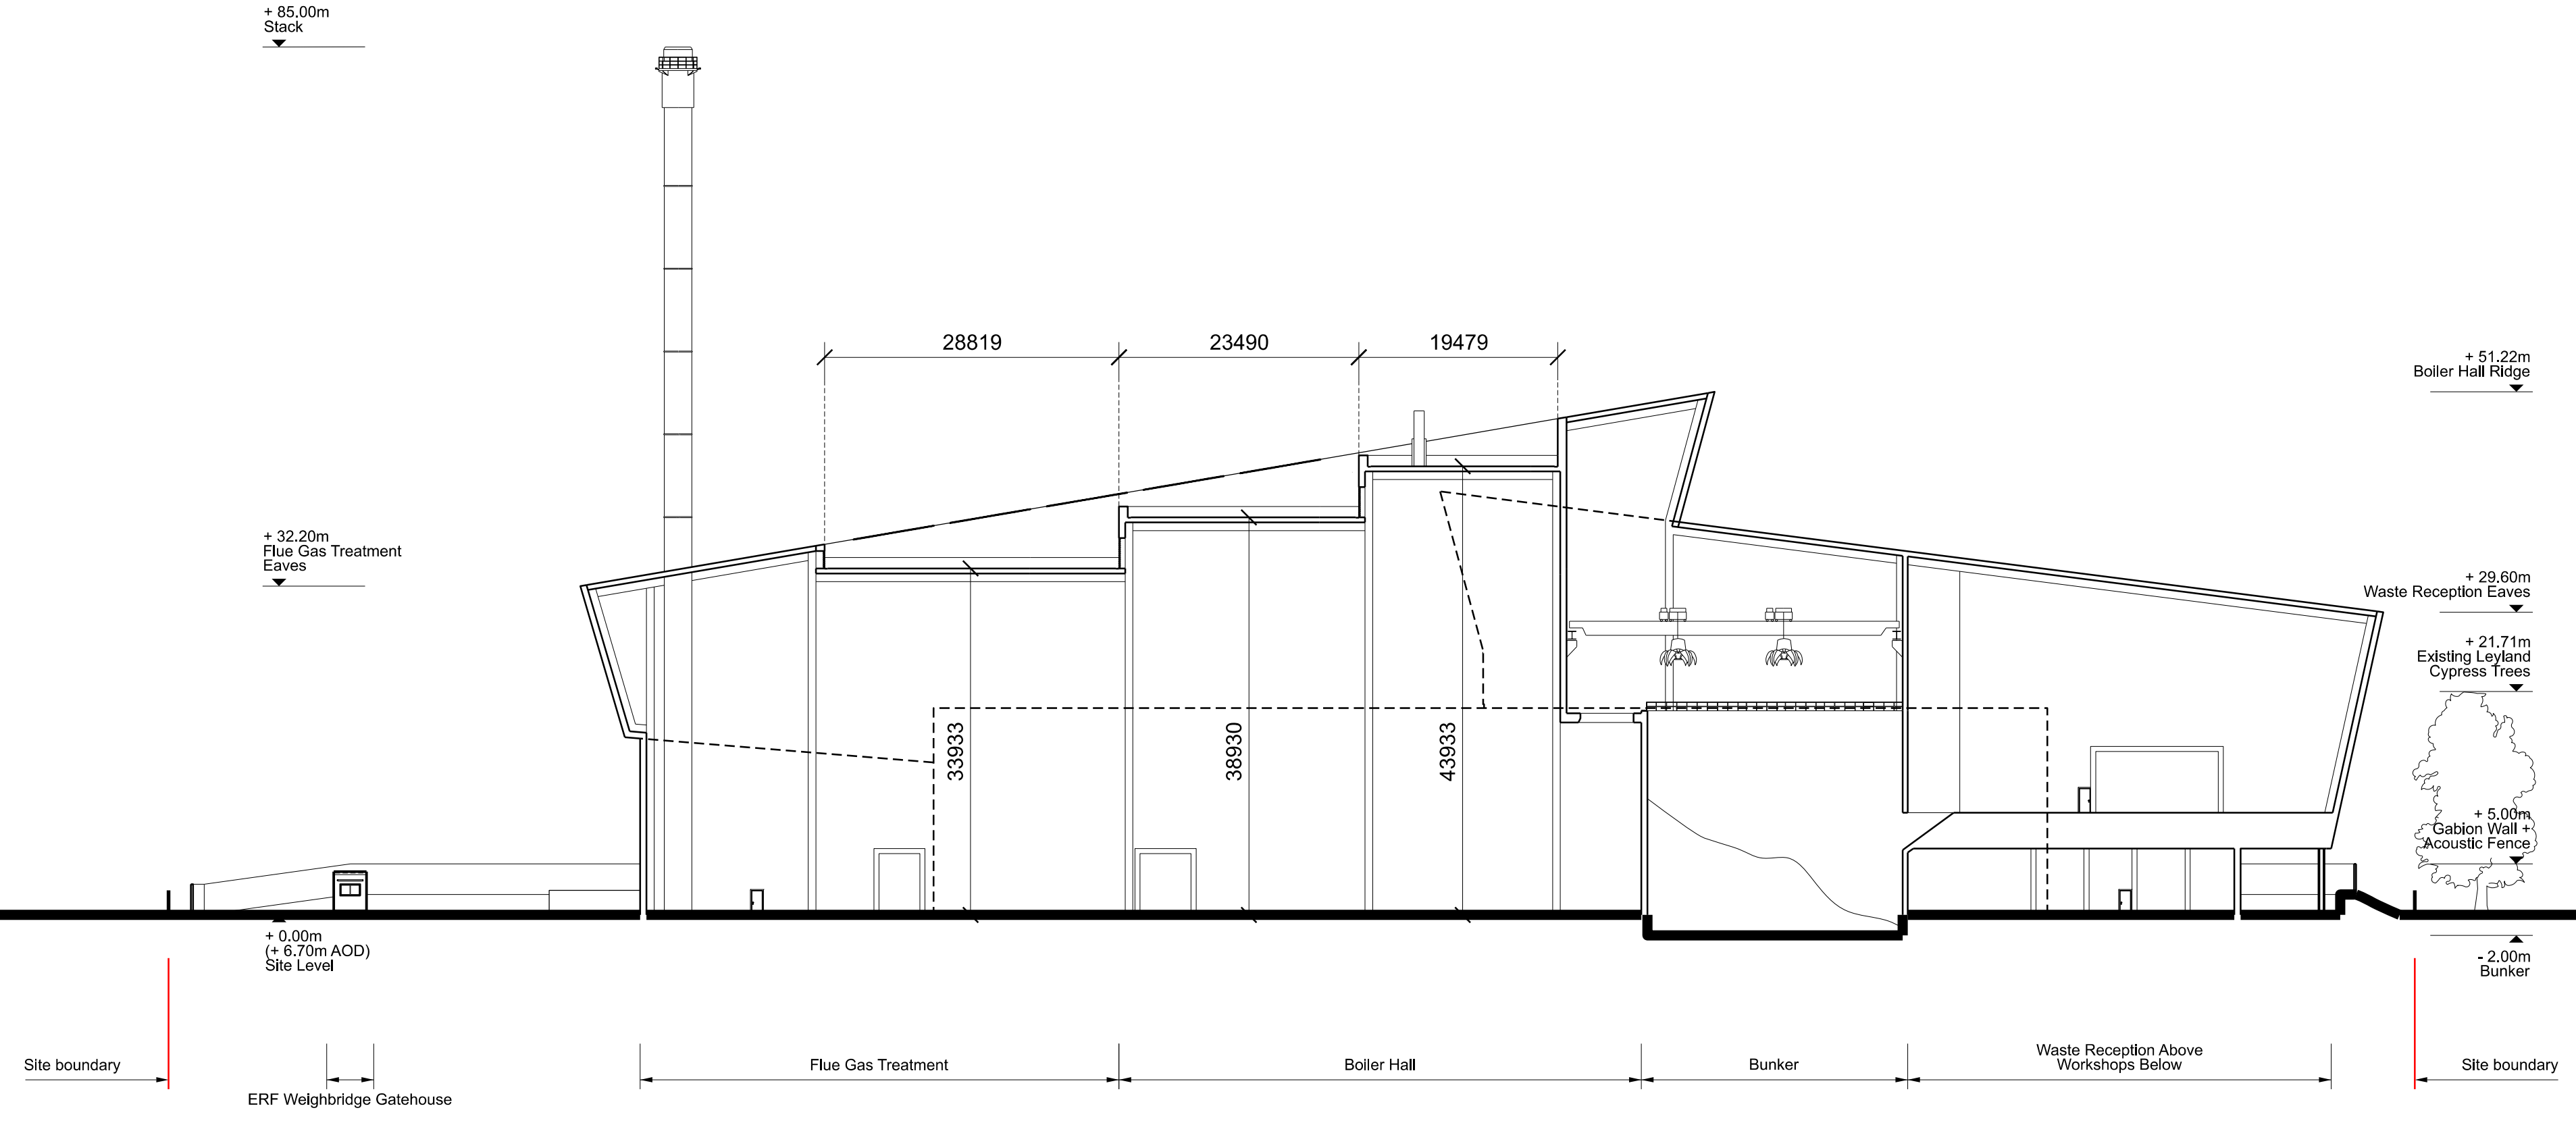 + 85.00m
Stack
28819
23490
19479
+ 51.22m
Boiler Hall Ridge
+ 32.20m
Flue Gas Treatment
Eaves
+ 29.60m
Waste Reception Eaves
+ 21.71m
Existing Leyland
Cypress Trees
33933
38930
43933
+ 5.00m
Gabion Wall +
Acoustic Fence
+ 0.00m
(+ 6.70m AOD)
Site Level
- 2.00m
Bunker
Site boundary
ERF Weighbridge Gatehouse
Flue Gas Treatment
Boiler Hall
Bunker
Waste Reception Above
Workshops Below
Site boundary